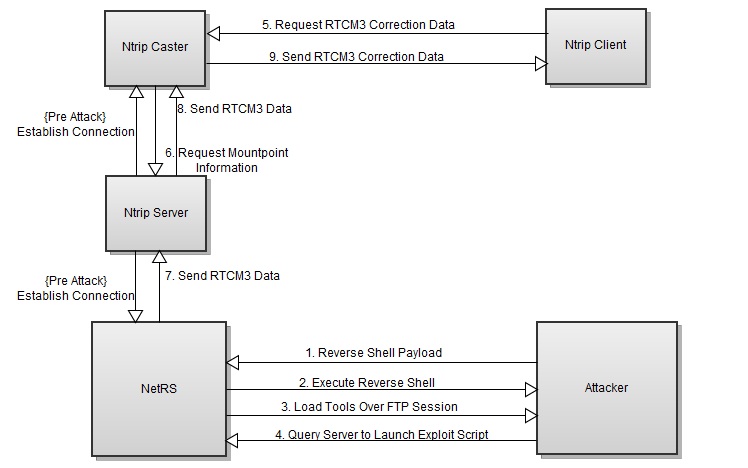 5. Request RTCM3 Correction Data
Ntrip Caster
Ntrip Client
9. Send RTCM3 Correction Data
{Pre Attack}
Establish Connection
8. Send RTCM3 Data
6. Request Mountpoint
Information
Ntrip Server
{Pre Attack}
Establish Connection
7. Send RTCM3 Data
1. Reverse Shell Payload
2. Execute Reverse Shell
NetRS
Attacker
3. Load Tools Over FTP Session
4. Query Server to Launch Exploit Script